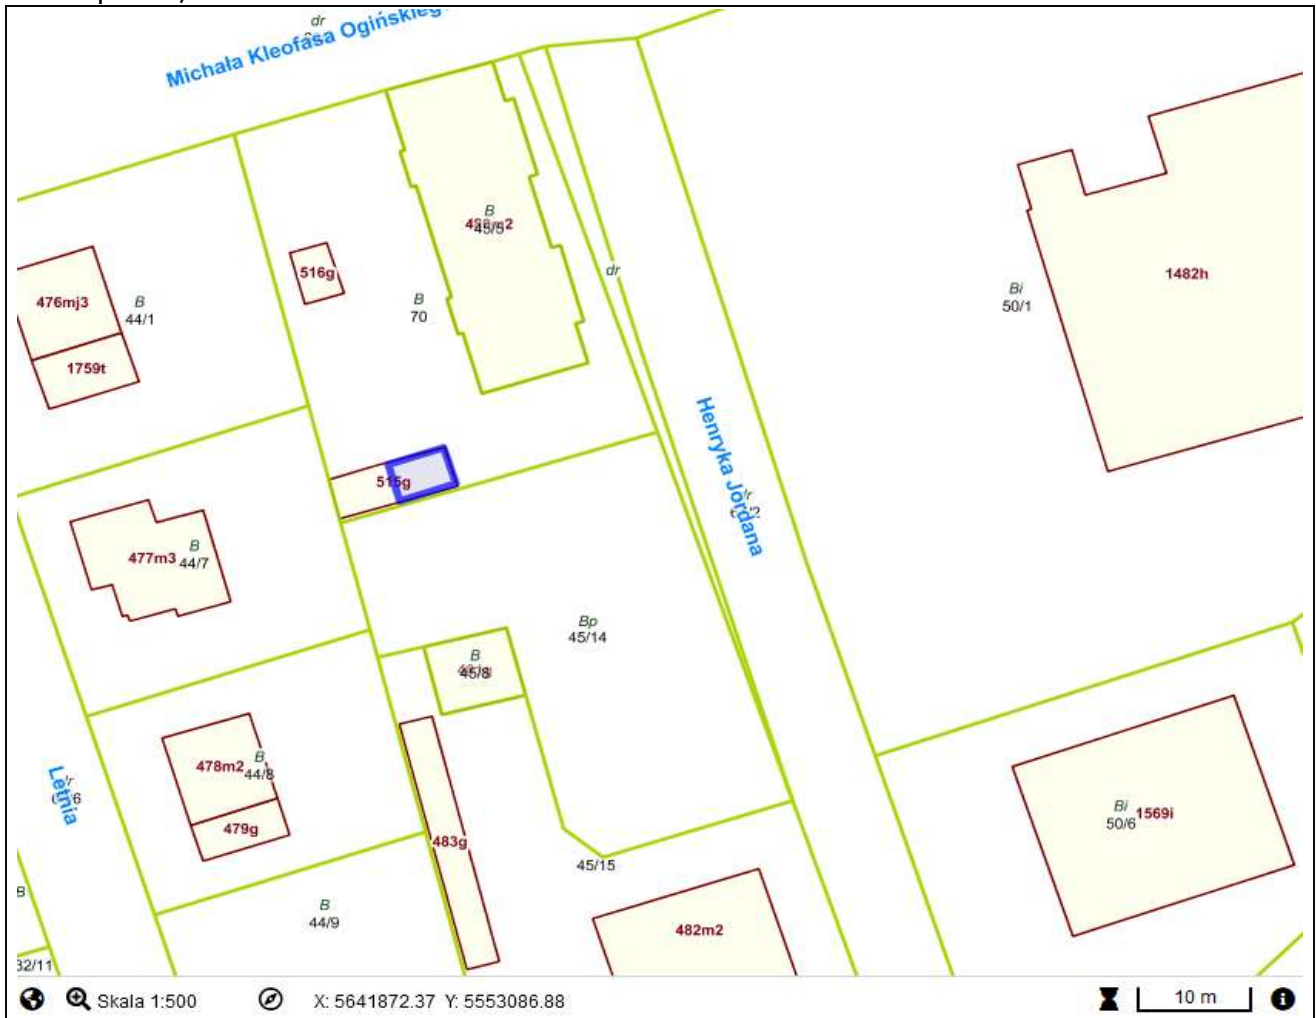 dr
Michała Kleofasa Ogińskieg
B
45/5
516g
dr
1482h
Bi
50/1
476mj3
B
44/1
B
70
1759t
Henryka Jordana
515g
dr
477m3
B
44/7
Bp
45/14
B
45/8
Letnia
478m2
B
44/8
479g
483g
Bi
50/6
1569i
45/15
B
B
44/9
482m2
32/11
Skala 1:500
X: 5641872.37 Y: 5553086.88
10 m